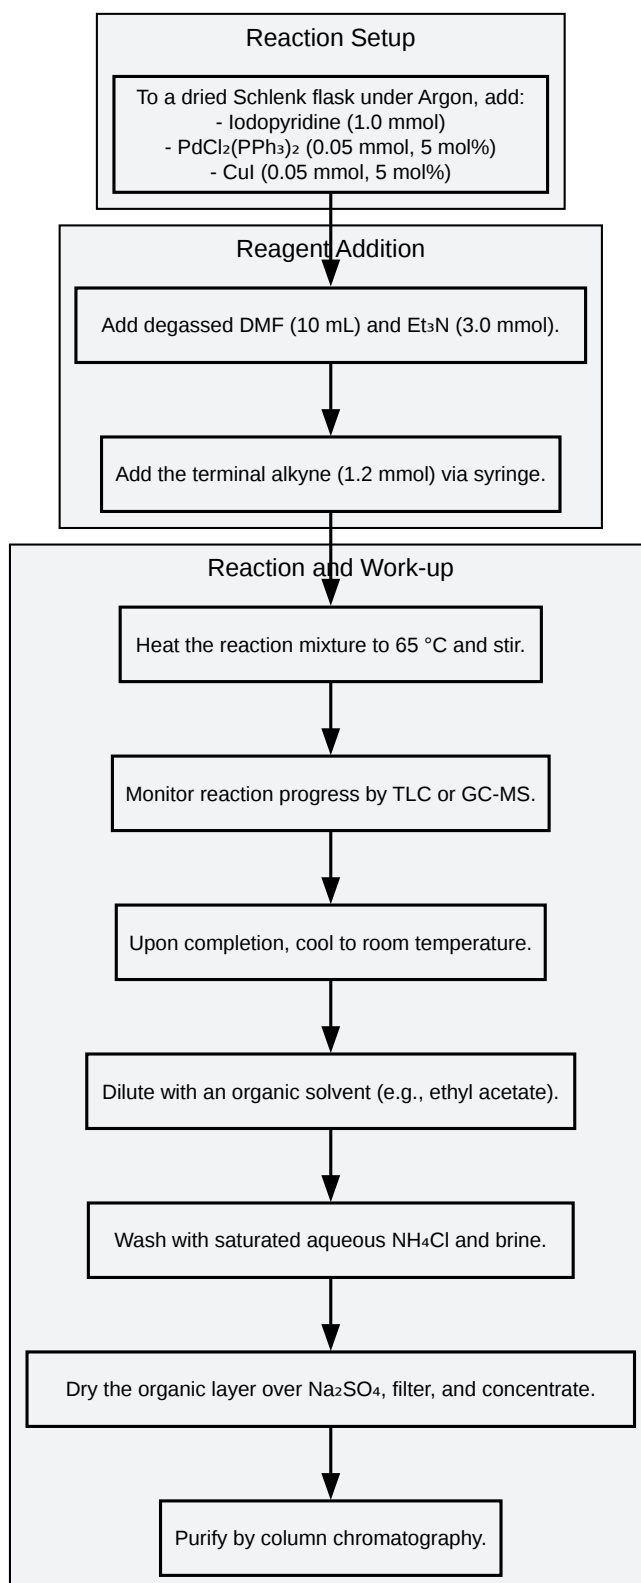 Reaction Setup
To a dried Schlenk flask under Argon, add:
- Iodopyridine (1.0 mmol)
- PdCl₂(PPh₃)₂ (0.05 mmol, 5 mol%)
- CuI (0.05 mmol, 5 mol%)
Reagent Addition
Add degassed DMF (10 mL) and Et₃N (3.0 mmol).
Add the terminal alkyne (1.2 mmol) via syringe.
Reaction and Work-up
Heat the reaction mixture to 65 °C and stir.
Monitor reaction progress by TLC or GC-MS.
Upon completion, cool to room temperature.
Dilute with an organic solvent (e.g., ethyl acetate).
Wash with saturated aqueous NH₄Cl and brine.
Dry the organic layer over Na₂SO₄, filter, and concentrate.
Purify by column chromatography.